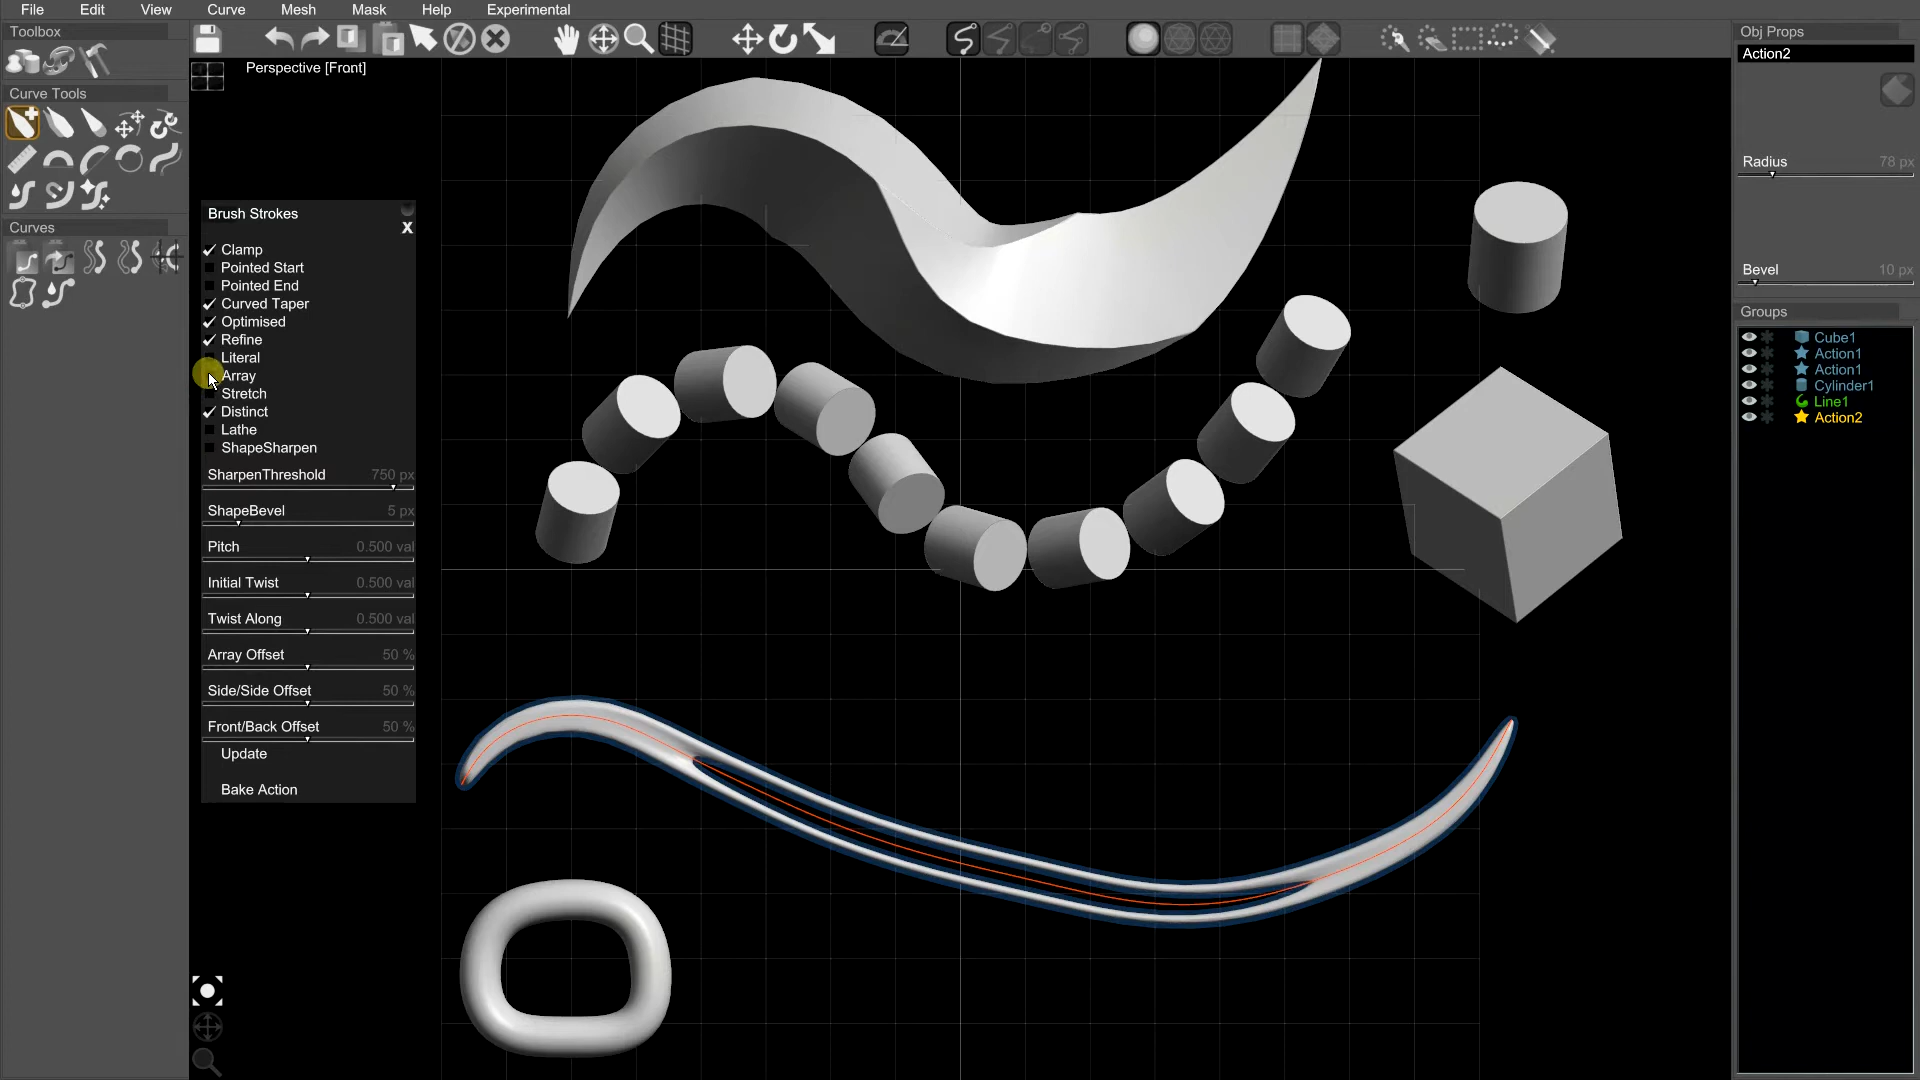 File Edit View Curve Mesh Mask Help Experimental
Toolbox
Obj Props
Action2
Perspective [Front]
Curve Tools
Radius 78 px
Brush Strokes
X
Curves
Clamp
Pointed Start
Bevel 10 px
Pointed End
Curved Taper
Groups
Optimised
Refine
Cube1
Literal
Action1
Array
Action1
Stretch
Cylinder1
Distinct
Line1
Lathe
Action2
ShapeSharpen
SharpenThreshold 750 px
ShapeBevel 5 px
Pitch 0.500 val
Initial Twist 0.500 val
Twist Along 0.500 val
Array Offset 50 %
Side/Side Offset 50 %
Front/Back Offset 50 %
Update
Bake Action